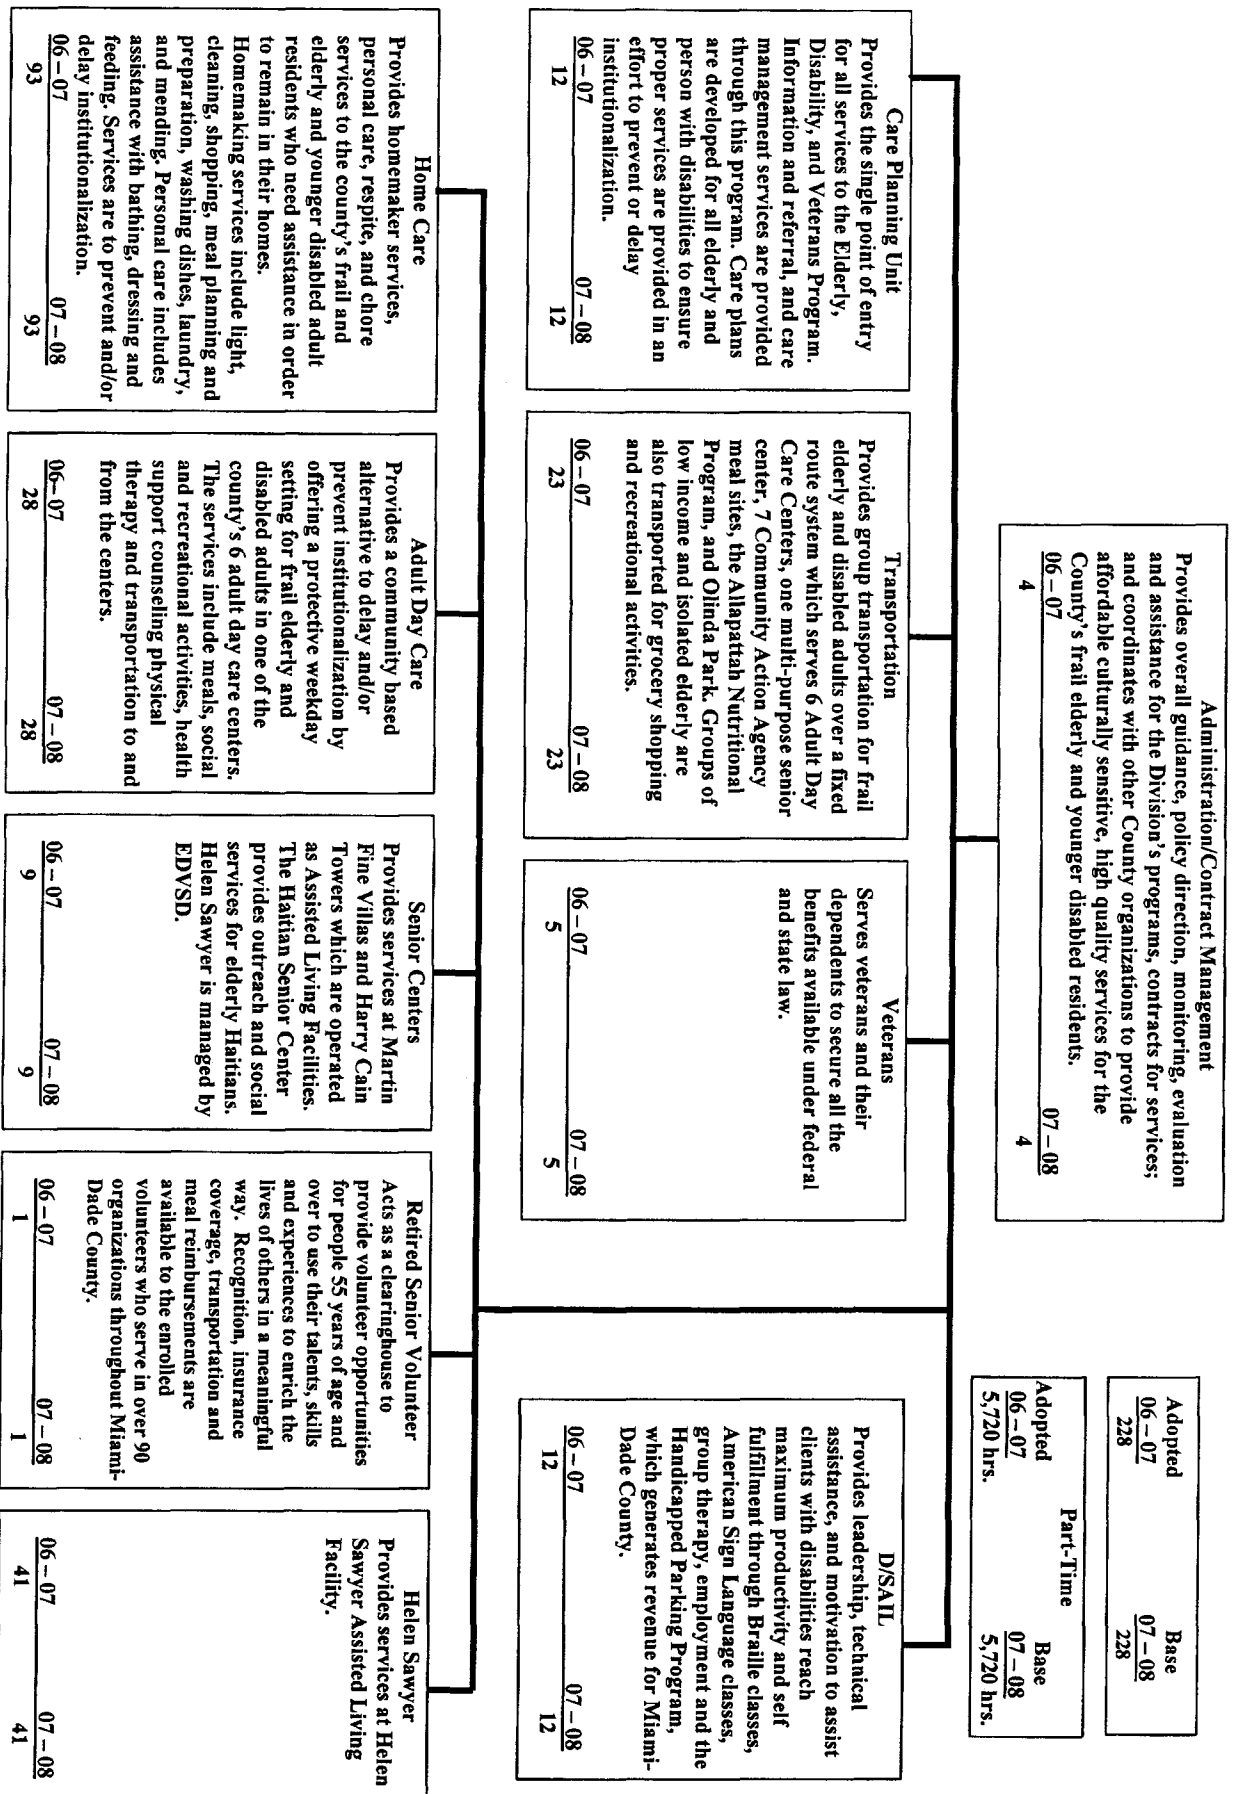 Administration/Contract Management
Provides overall guidance, policy direction, monitoring, evaluation
and assistance for the Division's programs, contracts for services;
and coordinates with other County organizations to provide
affordable culturally sensitive, high quality services for the
County's frail elderly and younger disabled residents.
06 – 07 07 – 08
4 4
Adopted Base
06 – 07 07 – 08
228 228
Part-Time
Adopted Base
06 – 07 07 – 08
5,720 hrs. 5,720 hrs.
Care Planning Unit
Provides the single point of entry
for all services to the Elderly,
Disability, and Veterans Program.
Information and referral, and care
management services are provided
through this program. Care plans
are developed for all elderly and
person with disabilities to ensure
proper services are provided in an
effort to prevent or delay
institutionalization.
06 – 07 07 – 08
12 12
Transportation
Provides group transportation for frail
elderly and disabled adults over a fixed
route system which serves 6 Adult Day
Care Centers, one multi-purpose senior
center, 7 Community Action Agency
meal sites, the Allapattah Nutritional
Program, and Olinda Park. Groups of
low income and isolated elderly are
also transported for grocery shopping
and recreational activities.
06 – 07 07 – 08
23 23
Veterans
Serves veterans and their
dependents to secure all the
benefits available under federal
and state law.
06 – 07 07 – 08
5 5
D/SAIL
Provides leadership, technical
assistance, and motivation to assist
clients with disabilities reach
maximum productivity and self
fulfillment through Braille classes,
American Sign Language classes,
group therapy, employment and the
Handicapped Parking Program,
which generates revenue for Miami-
Dade County.
06 – 07 07 – 08
12 12
Home Care
Provides homemaker services,
personal care, respite, and chore
services to the county's frail and
elderly and younger disabled adult
residents who need assistance in order
to remain in their homes.
Homemaking services include light,
cleaning, shopping, meal planning and
preparation, washing dishes, laundry,
and mending. Personal care includes
assistance with bathing, dressing and
feeding. Services are to prevent and/or
delay institutionalization.
06 – 07 07 – 08
93 93
Adult Day Care
Provides a community based
alternative to delay and/or
prevent institutionalization by
offering a protective weekday
setting for frail elderly and
disabled adults in one of the
county's 6 adult day care centers.
The services include meals, social
and recreational activities, health
support counseling physical
therapy and transportation to and
from the centers.
06– 07 07 – 08
28 28
Senior Centers
Provides services at Martin
Fine Villas and Harry Cain
Towers which are operated
as Assisted Living Facilities.
The Haitian Senior Center
provides outreach and social
services for elderly Haitians.
Helen Sawyer is managed by
EDVSD.
06 – 07 07 – 08
9 9
Retired Senior Volunteer
Acts as a clearinghouse to
provide volunteer opportunities
for people 55 years of age and
over to use their talents, skills
and experiences to enrich the
lives of others in a meaningful
way. Recognition, insurance
coverage, transportation and
meal reimbursements are
available to the enrolled
volunteers who serve in over 90
organizations throughout Miami-
Dade County.
06 – 07 07 – 08
1 1
Helen Sawyer
Provides services at Helen
Sawyer Assisted Living
Facility.
06 – 07 07 – 08
41 41